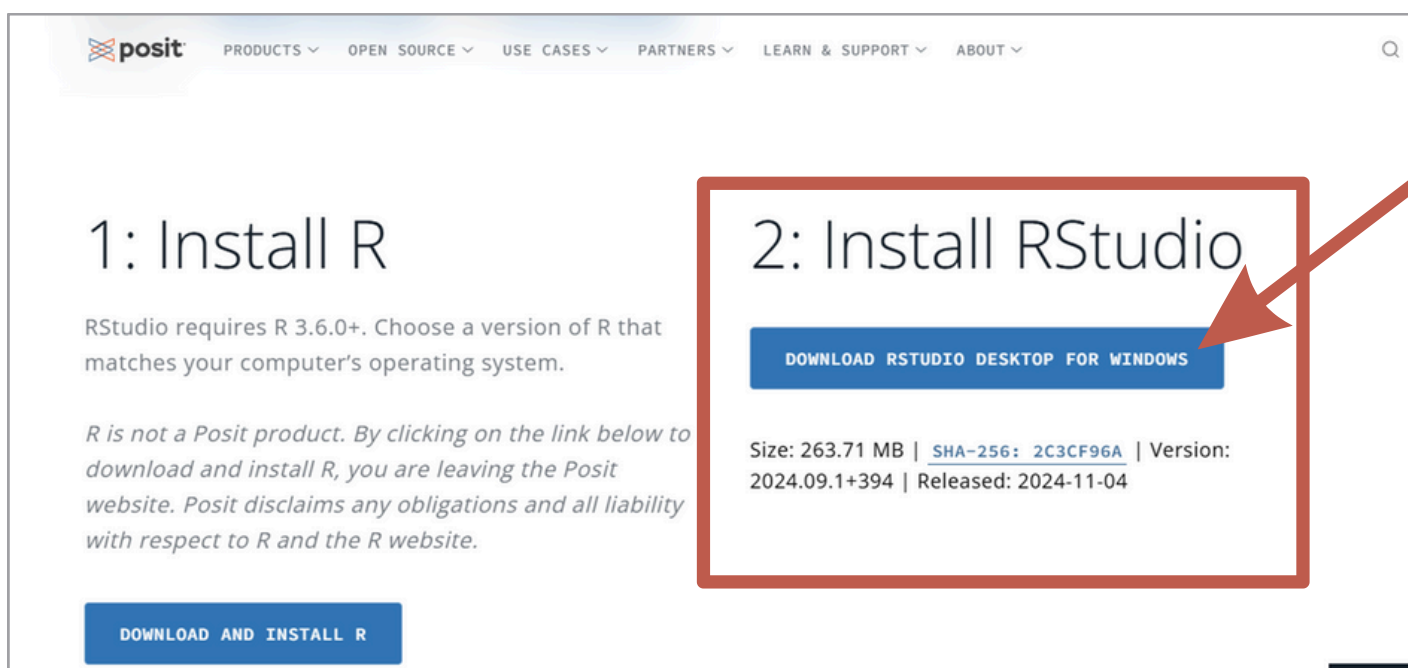 posit PRODUCTS OPEN SOURCE USE CASES PARTNERS LEARN & SUPPORT ABOUT
1: Install R
RStudio requires R 3.6.0+. Choose a version of R that
matches your computer’s operating system.
R is not a Posit product. By clicking on the link below to
download and install R, you are leaving the Posit
website. Posit disclaims any obligations and all liability
with respect to R and the R website.
DOWNLOAD AND INSTALL R
2: Install RStudio
DOWNLOAD RSTUDIO DESKTOP FOR WINDOWS
Size: 263.71 MB | SHA-256: 2C3CF96A | Version:
2024.09.1+394 | Released: 2024-11-04